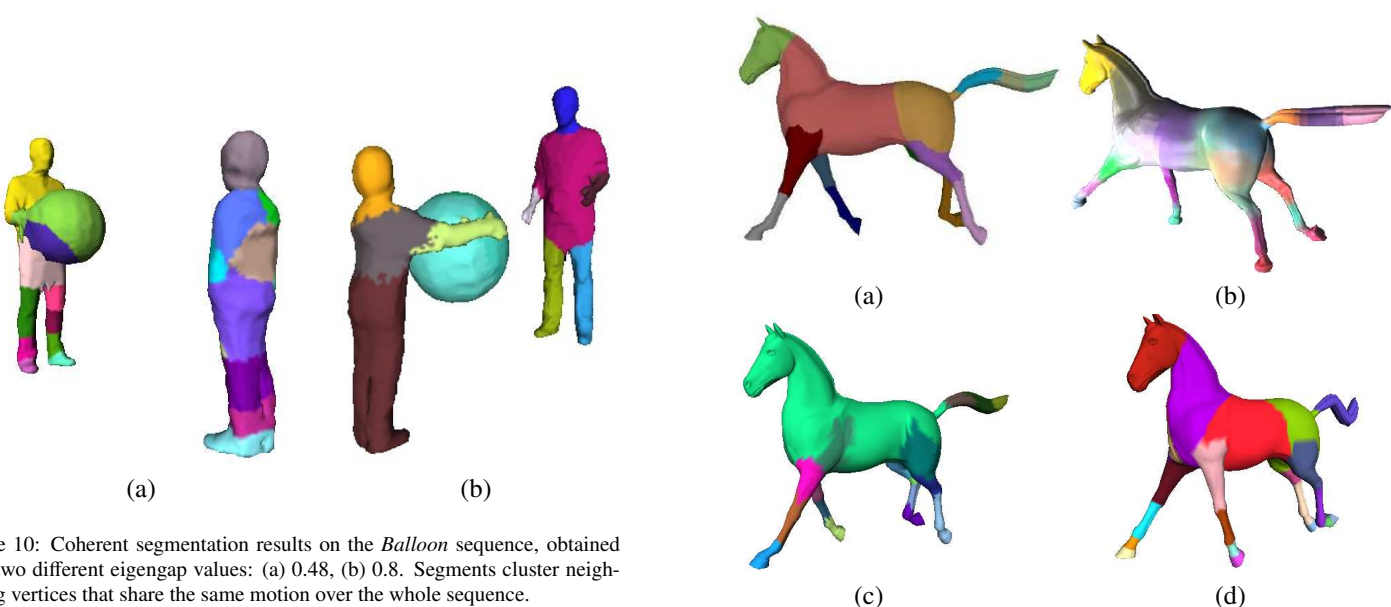 (a)
(b)
e 10: Coherent segmentation results on the Balloon sequence, obtained
two different eigengap values: (a) 0.48, (b) 0.8. Segments cluster neigh-
g vertices that share the same motion over the whole sequence.
(a)
(b)
(c)
(d)